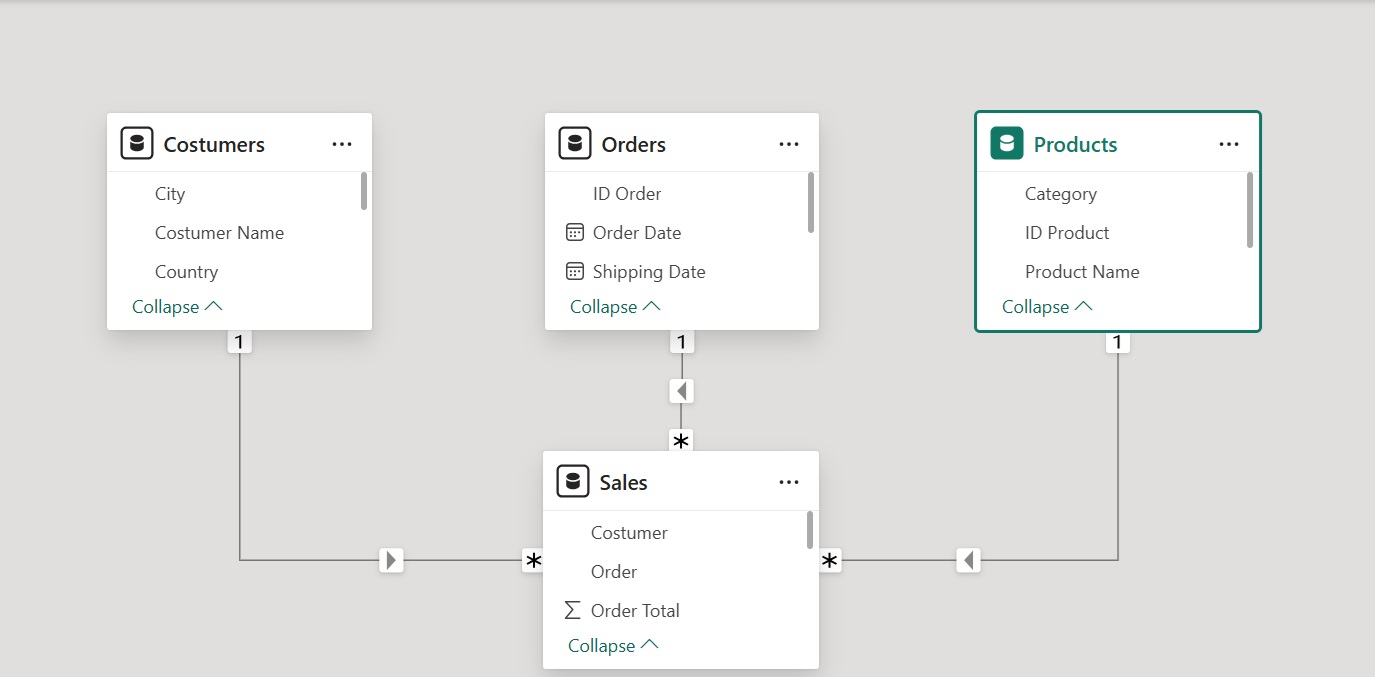 Costumers
City
Costumer Name
Country
Collapse
Orders
ID Order
Order Date
Shipping Date
Collapse
Products
Category
ID Product
Product Name
Collapse
1
1
1
*
*
*
Sales
Costumer
Order
Σ Order Total
Collapse